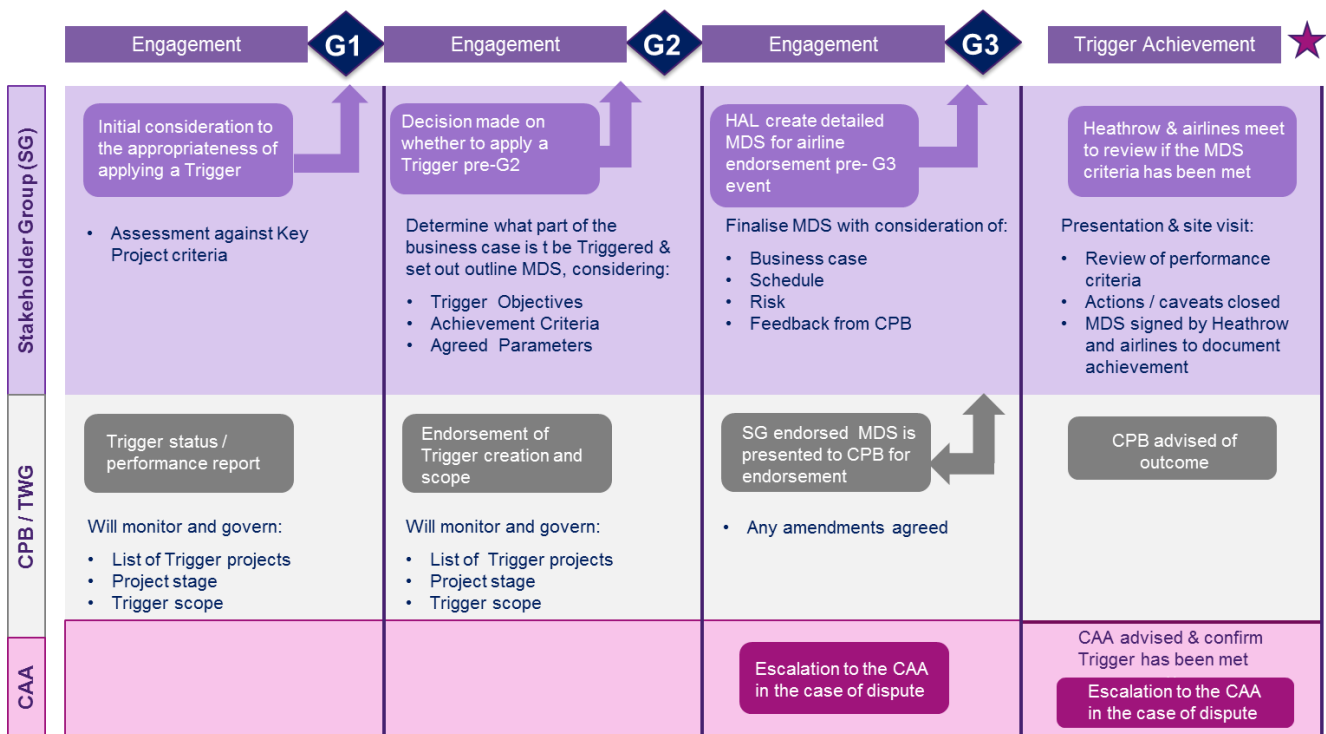 Engagement
G1
Engagement
G2
Engagement
G3
Trigger Achievement
Stakeholder Group (SG)
Initial consideration to
the appropriateness of
applying a Trigger
• Assessment against Key
Project criteria
Decision made on
whether to apply a
Trigger pre-G2
Determine what part of the
business case is t be Triggered &
set out outline MDS, considering:
• Trigger Objectives
• Achievement Criteria
• Agreed Parameters
HAL create detailed
MDS for airline
endorsement pre- G3
event
Finalise MDS with consideration of:
• Business case
• Schedule
• Risk
• Feedback from CPB
Heathrow & airlines meet
to review if the MDS
criteria has been met
Presentation & site visit:
• Review of performance
criteria
• Actions / caveats closed
• MDS signed by Heathrow
and airlines to document
achievement
CPB / TWG
Trigger status /
performance report
Will monitor and govern:
• List of Trigger projects
• Project stage
• Trigger scope
Endorsement of
Trigger creation and
scope
Will monitor and govern:
• List of Trigger projects
• Project stage
• Trigger scope
SG endorsed MDS is
presented to CPB for
endorsement
• Any amendments agreed
CPB advised of
outcome
CAA
Escalation to the CAA
in the case of dispute
CAA advised & confirm
Trigger has been met
Escalation to the CAA
in the case of dispute